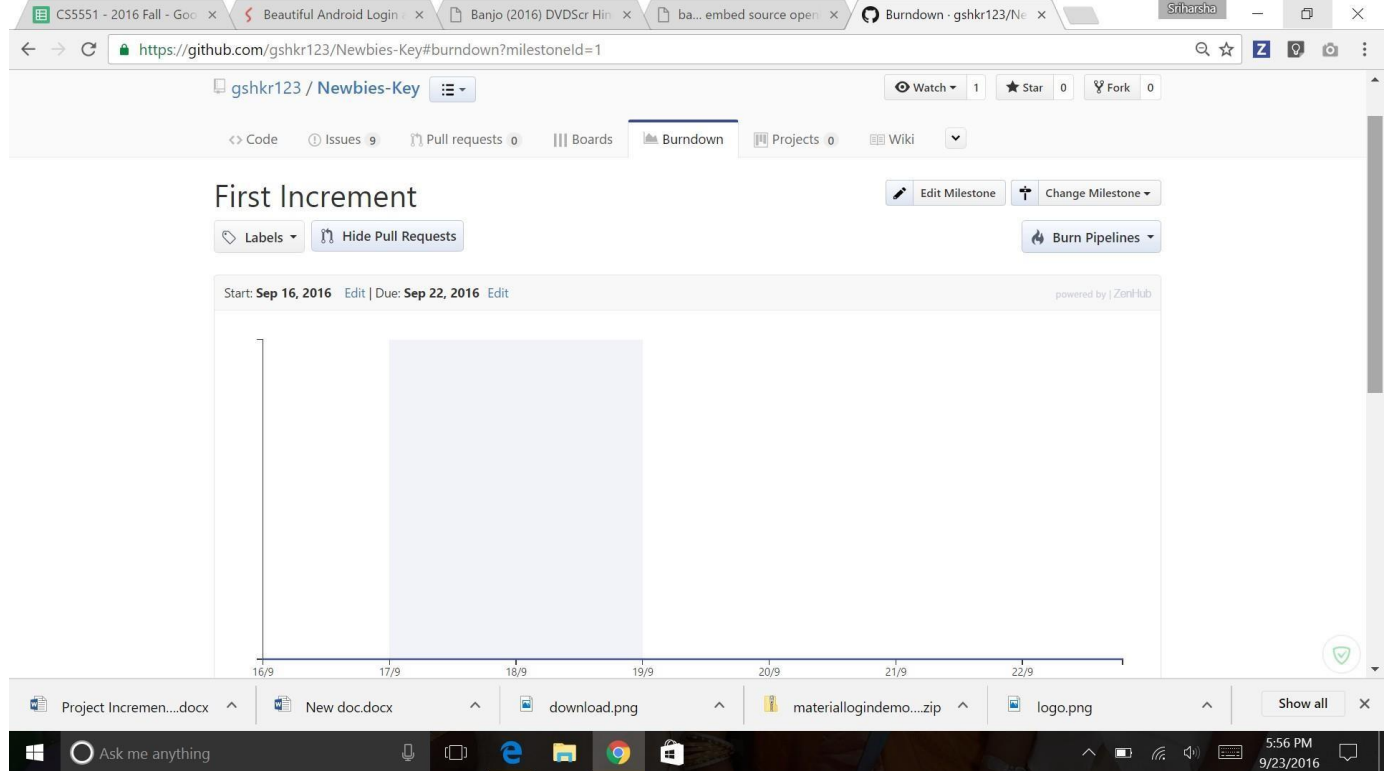 CS5551 - 2016 Fall - Goo
Beautiful Android Login
Banjo (2016) DVDScr Hin
ba... embed source open
Burndown · gshkr123/Ne
Sriharsha
https://github.com/gshkr123/Newbies-Key#burndown?milestoneId=1
Z
gshkr123 / Newbies-Key
Watch 1 Star 0 Fork 0
Code Issues 9 Pull requests 0 Boards Burndown Projects 0 Wiki
First Increment
Edit Milestone Change Milestone
Labels Hide Pull Requests
Burn Pipelines
Start: Sep 16, 2016 Edit | Due: Sep 22, 2016 Edit
powered by | ZenHub
16/9 17/9 18/9 19/9 20/9 21/9 22/9
Project Incremen....docx New doc.docx download.png materiallogindemo....zip logo.png Show all
Ask me anything
5:56 PM
9/23/2016